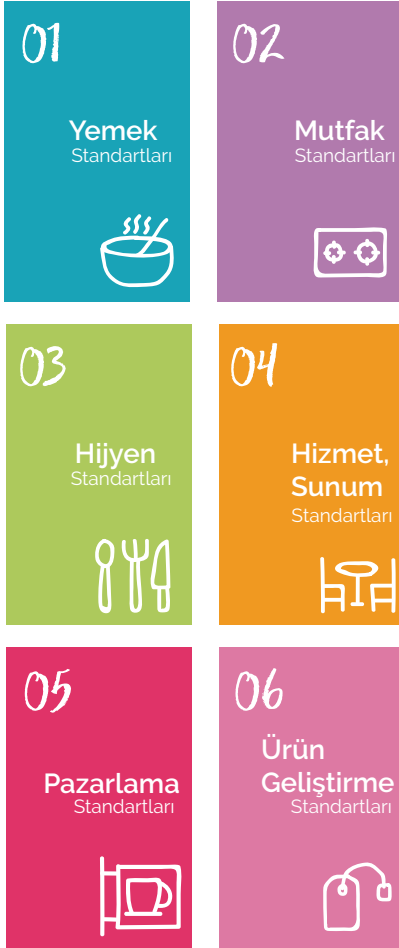 01
Yemek
Standartları
02
Mutfak
Standartları
03
Hijyen
Standartları
04
Hizmet,
Sunum
Standartları
05
Pazarlama
Standartları
06
Ürün
Geliştirme
Standartları